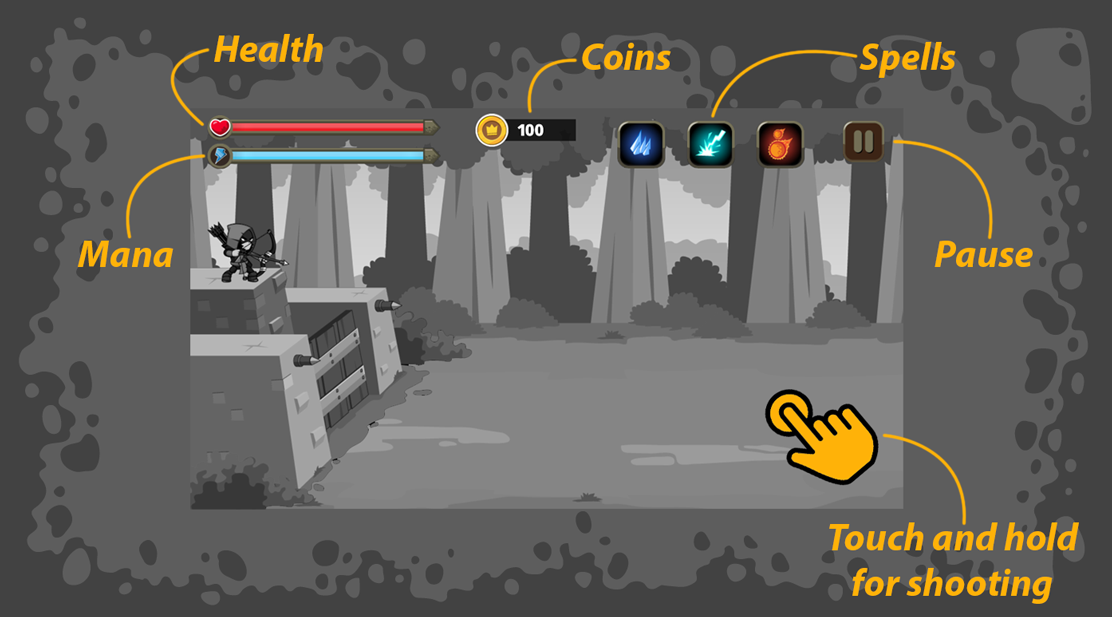 Health
Coins
Spells
100
Mana
Pause
Touch and hold
for shooting